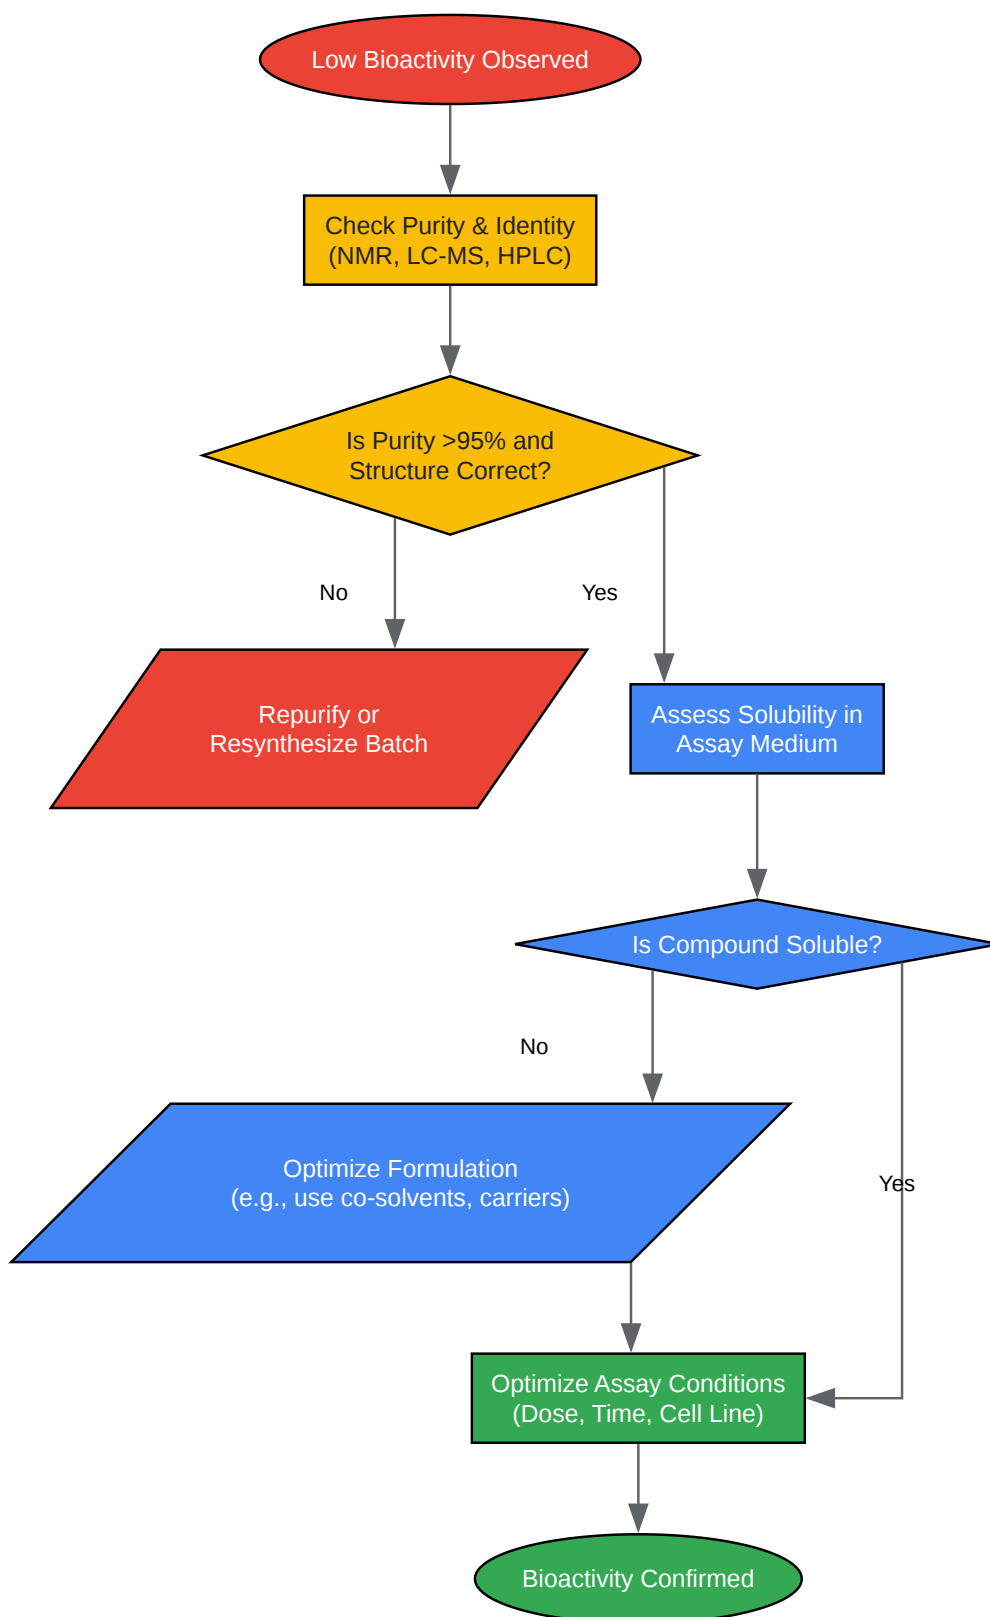 Low Bioactivity Observed
Check Purity & Identity
(NMR, LC-MS, HPLC)
Is Purity >95% and
Structure Correct?
No
Yes
Repurify or
Resynthesize Batch
Assess Solubility in
Assay Medium
Is Compound Soluble?
No
Optimize Formulation
(e.g., use co-solvents, carriers)
Yes
Optimize Assay Conditions
(Dose, Time, Cell Line)
Bioactivity Confirmed